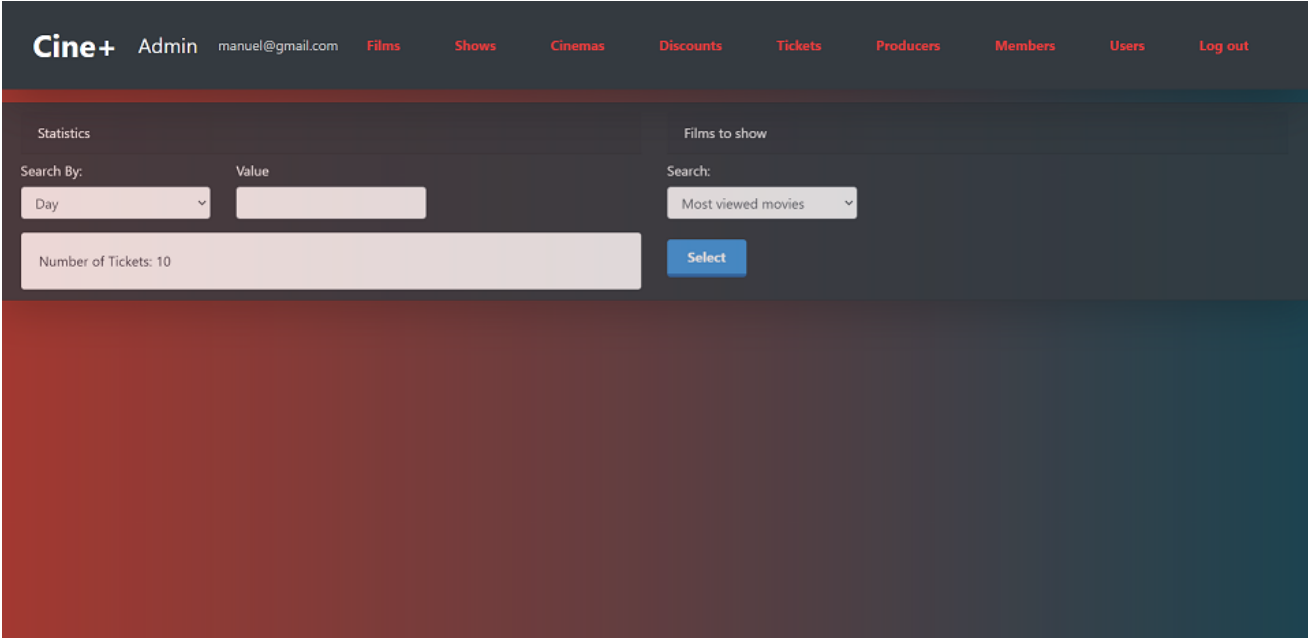 Cine+ Admin manuel@gmail.com Films Shows Cinemas Discounts Tickets Producers Members Users Log out
Statistics
Search By: Value
Day
Number of Tickets: 10
Films to show
Search:
Most viewed movies
Select